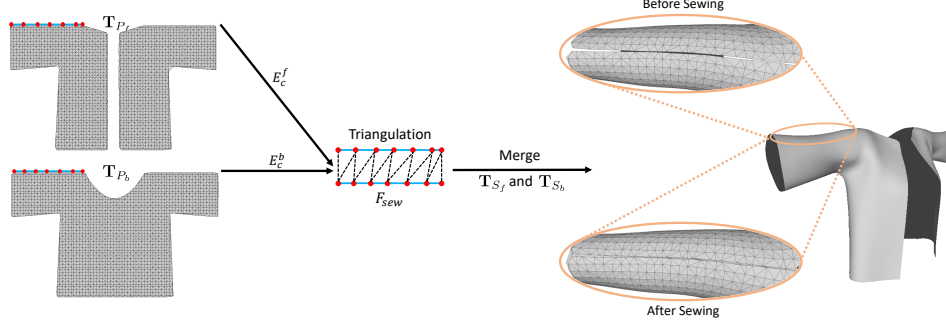 Before Sewing
T_{P_f}
E_c^f
Triangulation
E_c^b
Merge
T_{P_b}
T_{S_f} and T_{S_b}
F_{sew}
After Sewing